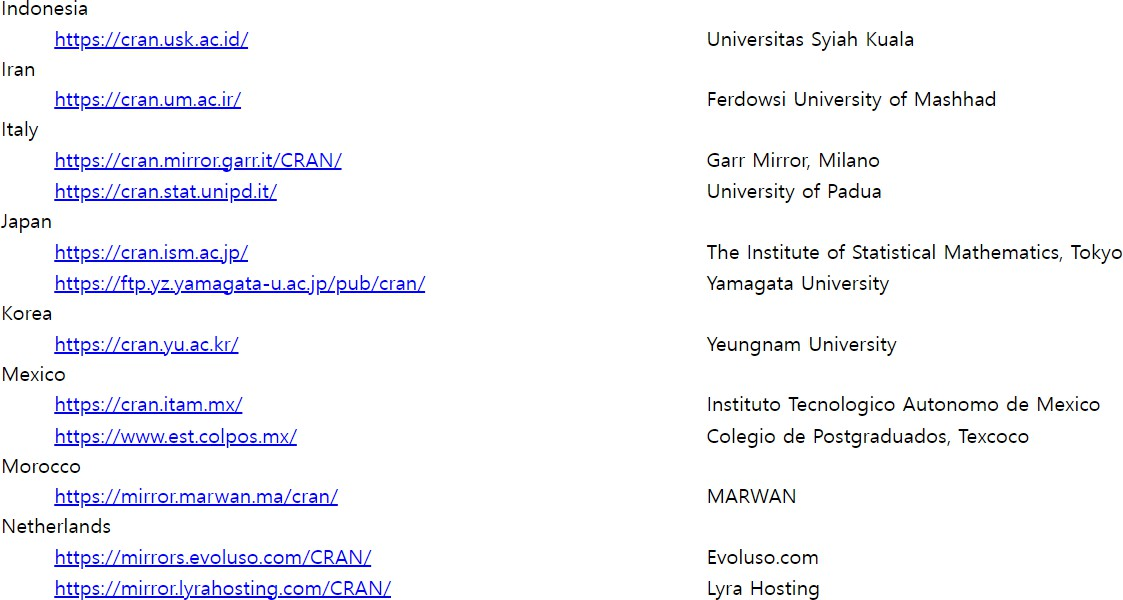 Indonesia
https://cran.usk.ac.id/ Universitas Syiah Kuala
Iran
https://cran.um.ac.ir/ Ferdowsi University of Mashhad
Italy
https://cran.mirror.garr.it/CRAN/ Garr Mirror, Milano
https://cran.stat.unipd.it/ University of Padua
Japan
https://cran.ism.ac.jp/ The Institute of Statistical Mathematics, Tokyo
https://ftp.yz.yamagata-u.ac.jp/pub/cran/ Yamagata University
Korea
https://cran.yu.ac.kr/ Yeungnam University
Mexico
https://cran.itam.mx/ Instituto Tecnologico Autonomo de Mexico
https://www.est.colpos.mx/ Colegio de Postgraduados, Texcoco
Morocco
https://mirror.marwan.ma/cran/ MARWAN
Netherlands
https://mirrors.evoluso.com/CRAN/ Evoluso.com
https://mirror.lyrahosting.com/CRAN/ Lyra Hosting